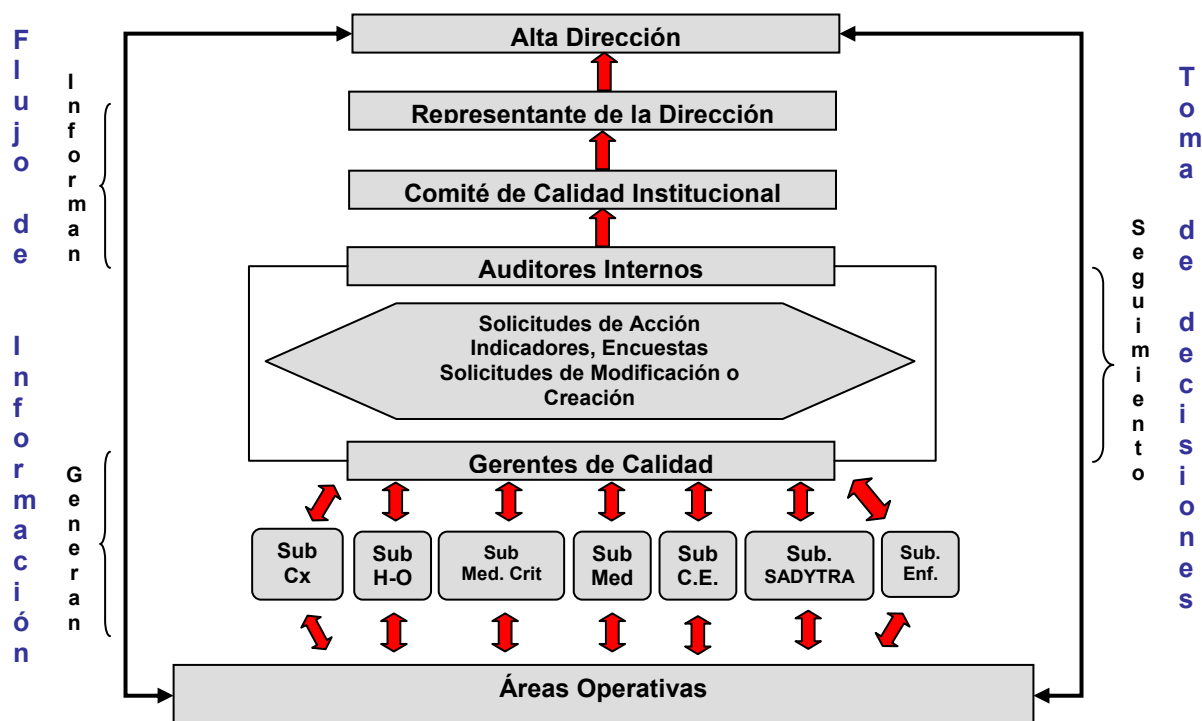 Flujo de Información
Informan
Generan
Alta Dirección
Representante de la Dirección
Comité de Calidad Institucional
Auditores Internos
Solicitudes de Acción
Indicadores, Encuestas
Solicitudes de Modificación o
Creación
Gerentes de Calidad
Sub
Cx
Sub
H-O
Sub
Med. Crit
Sub
Med
Sub
C.E.
Sub.
SADYTRA
Sub.
Enf.
Áreas Operativas
Seguimiento
Toma de decisiones